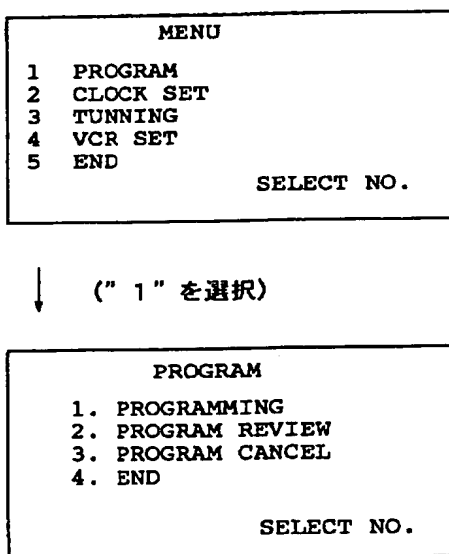 MENU
1 PROGRAM
2 CLOCK SET
3 TUNNING
4 VCR SET
5 END
SELECT NO.
(" 1 " を選択)
PROGRAM
1. PROGRAMMING
2. PROGRAM REVIEW
3. PROGRAM CANCEL
4. END
SELECT NO.